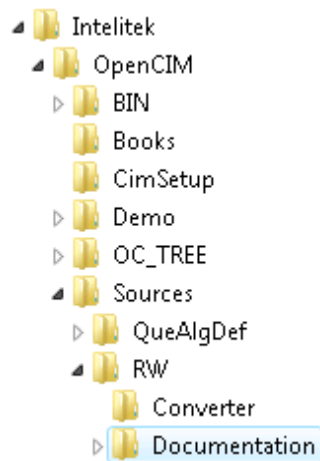 Intelitek
OpenCIM
BIN
Books
CimSetup
Demo
OC_TREE
Sources
QueAlgDef
RW
Converter
Documentation